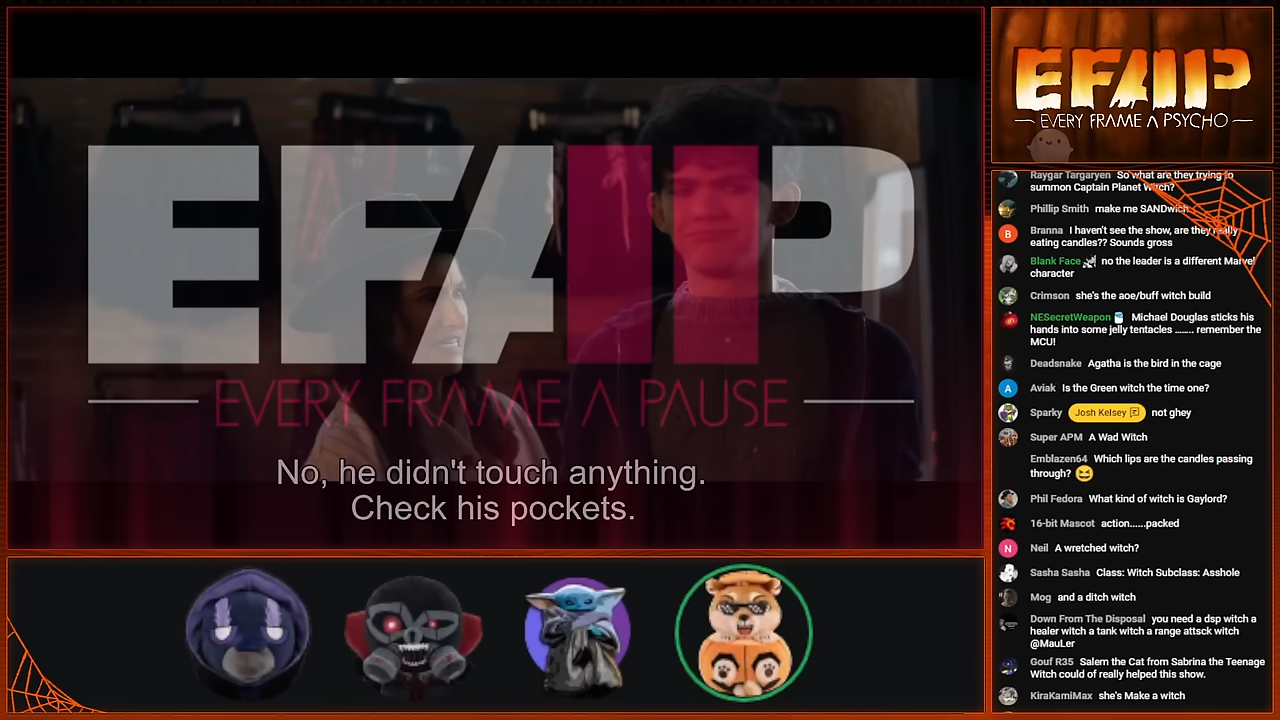 EFAP
EVERY FRAME A PAUSE
No, he didn't touch anything.
Check his pockets.
EFAP
EVERY FRAME A PSYCHO
Raygar Targaryen So what are they trying to
summon Captain Planet Witch?
Phillip Smith make me SANDwich
B
Branna I haven't see the show, are they really
eating candles?? Sounds gross
Blank Face no the leader is a different Marvel
character
Crimson she's the aoe/buff witch build
NESecretWeapon Michael Douglas sticks his
hands into some jelly tentacles ........ remember the
MCU!
Deadsnake Agatha is the bird in the cage
A
Aviak Is the Green witch the time one?
Sparky Josh Kelsey not ghey
Super APM A Wad Witch
Emblazen64 Which lips are the candles passing
through? 😆
Phil Fedora What kind of witch is Gaylord?
16-bit Mascot action......packed
N
Neil A wretched witch?
Sasha Sasha Class: Witch Subclass: Asshole
Mog and a ditch witch
Down From The Disposal you need a dsp witch a
healer witch a tank witch a range attsck witch
@MauLer
Gouf R35 Salem the Cat from Sabrina the Teenage
Witch could of really helped this show.
KiraKamiMax she's Make a witch